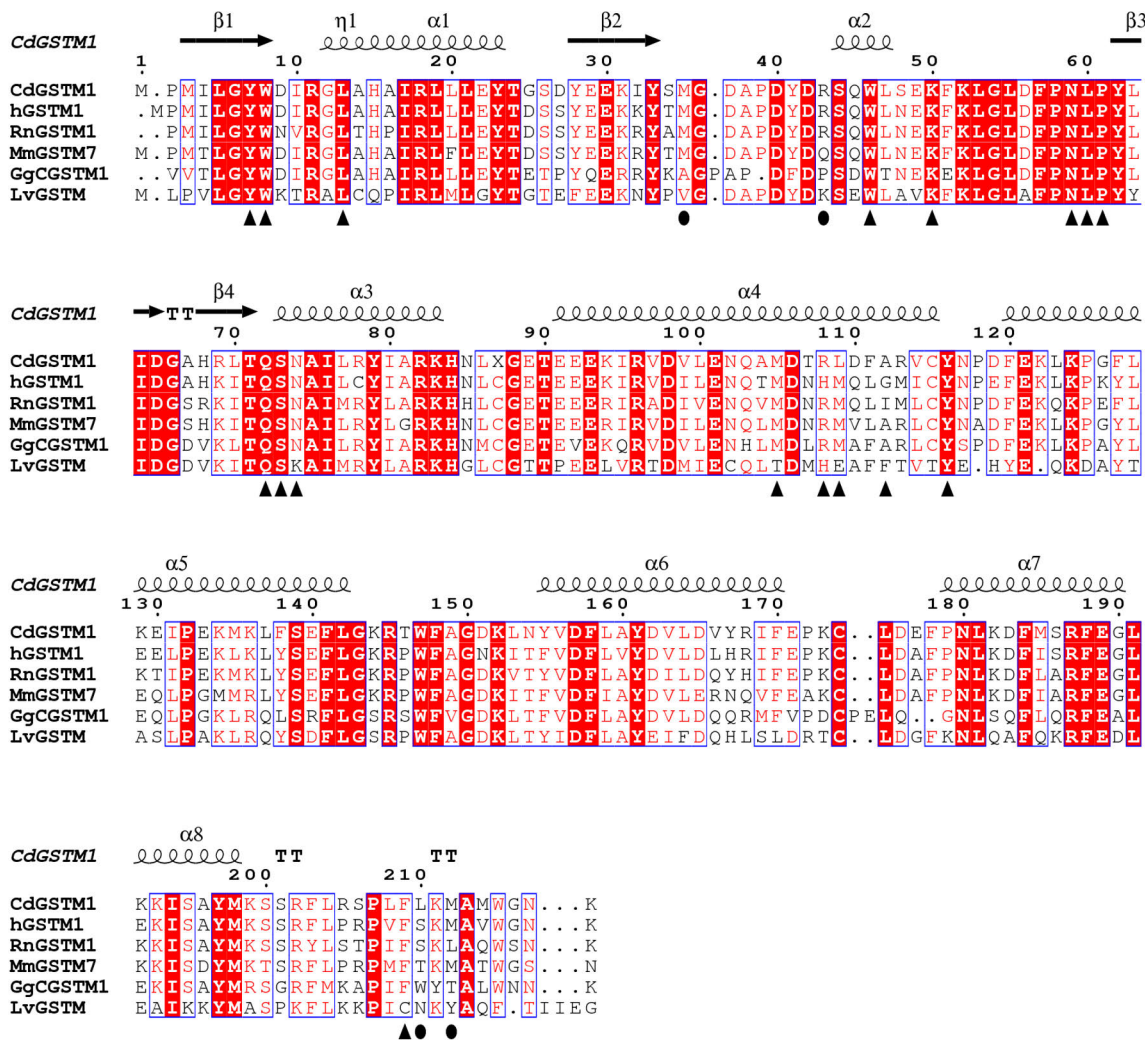 CdGSTM1 β1 η1 α1 β2 α2 β3
1 10 20 30 40 50 60
CdGSTM1 M.PMILGYWDIRGLAHAIRLLLEYTGSDYEEKIYSMG.DAPDYDRSQWLSEKFKLGLDFPNLPYL
hGSTM1 .MPMILGYWDIRGLAHAIRLLLEYTDSSYEEKKYTMG.DAPDYDRSQWLNEKFKLGLDFPNLPYL
RnGSTM1 ..PMILGYWNVRGLTHPIRLLLEYTDSSYEEKRYAMG.DAPDYDRSQWLNEKFKLGLDFPNLPYL
MmGSTM7 M.PMTLGYWDIRGLAHAIRLFLEYTDSSYEEKRYTMG.DAPDYDQSQWLNEKFKLGLDFPNLPYL
GgCGSTM1 ..VVTLGYWDIRGLAHAIRLLLEYTETPYQERRYKAGPAP.DFDPSDWTNEKEKLGLDFPNLPYL
LvGSTM M.LPVLGYWKTRALCQPIRLMLGYTGTEFEEKNYPVG.DAPDYDKSEWLAVKFKLGLAFPNLPYY
CdGSTM1 TT β4 α3 α4
70 80 90 100 110 120
CdGSTM1 IDGAHRLTQSNAILRYIARKHNLXGETEEEKIRVDVLENQAMDTRLDFARVCYNPDFEKLKPGFL
hGSTM1 IDGAHKITQSNAILCYIARKHNLCGETEEEKIRVDILENQTMDNHMQLGMICYNPEFEKLKPKYL
RnGSTM1 IDGSRKITQSNAIMRYLARKHHLCGETEEERIRADIVENQVMDNRMQLIMLCYNPDFEKQKPEFL
MmGSTM7 IDGSHKITQSNAILRYLGRKHNLCGETEEERIRVDILENQLMDNRMVLARLCYNADFEKLKPGYL
GgCGSTM1 IDGDVKLTQSNAILRYIARKHNMCGETEVEKQRVDVLENHLMDLRMAFARLCYSPDFEKLKPAYL
LvGSTM IDGDVKITQSKAIMRYLARKHGLCGTTPEELVRTDMIECQLTDMHEAFFTVTYE.HYE.QKDAYT
CdGSTM1 α5 α6 α7
130 140 150 160 170 180 190
CdGSTM1 KEIPEKMKLFSEFLGKRTWFAGDKLNYVDFLAYDVLDVYRIFEPKC..LDEFPNLKDFMSRFEGL
hGSTM1 EELPEKLKLYSEFLGKRPWFAGNKITFVDFLVYDVLDLHRIFEPKC..LDAFPNLKDFISRFEGL
RnGSTM1 KTIPEKMKLYSEFLGKRPWFAGDKVTYVDFLAYDILDQYHIFEPKC..LDAFPNLKDFLARFEGL
MmGSTM7 EQLPGMMRLYSEFLGKRPWFAGDKITFVDFIAYDVLERNQVFEAKC..LDAFPNLKDFIARFEGL
GgCGSTM1 EQLPGKLRQLSRFLGSRSWFVGDKLTFVDFLAYDVLDQQRMFVPDCPELQ..GNLSQFLQRFEAL
LvGSTM ASLPAKLRQYSDFLGSRPWFAGDKLTYIDFLAYEIFDQHLSLDRTC..LDGFKNLQAFQKRFEDL
CdGSTM1 α8 TT TT
200 210
CdGSTM1 KKISAYMKSSRFLRSPLFLKMAMWGN...K
hGSTM1 EKISAYMKSSRFLPRPVFSKMAVWGN...K
RnGSTM1 KKISAYMKSSRYLSTPIFSKLAQWSN...K
MmGSTM7 KKISDYMKTSRFLPRPMFTKMATWGS...N
GgCGSTM1 EKISAYMRSGRFMKAPIFWYTALWNN...K
LvGSTM EAIKKYMASPKFLKKPICNKYAQF.TIIEG